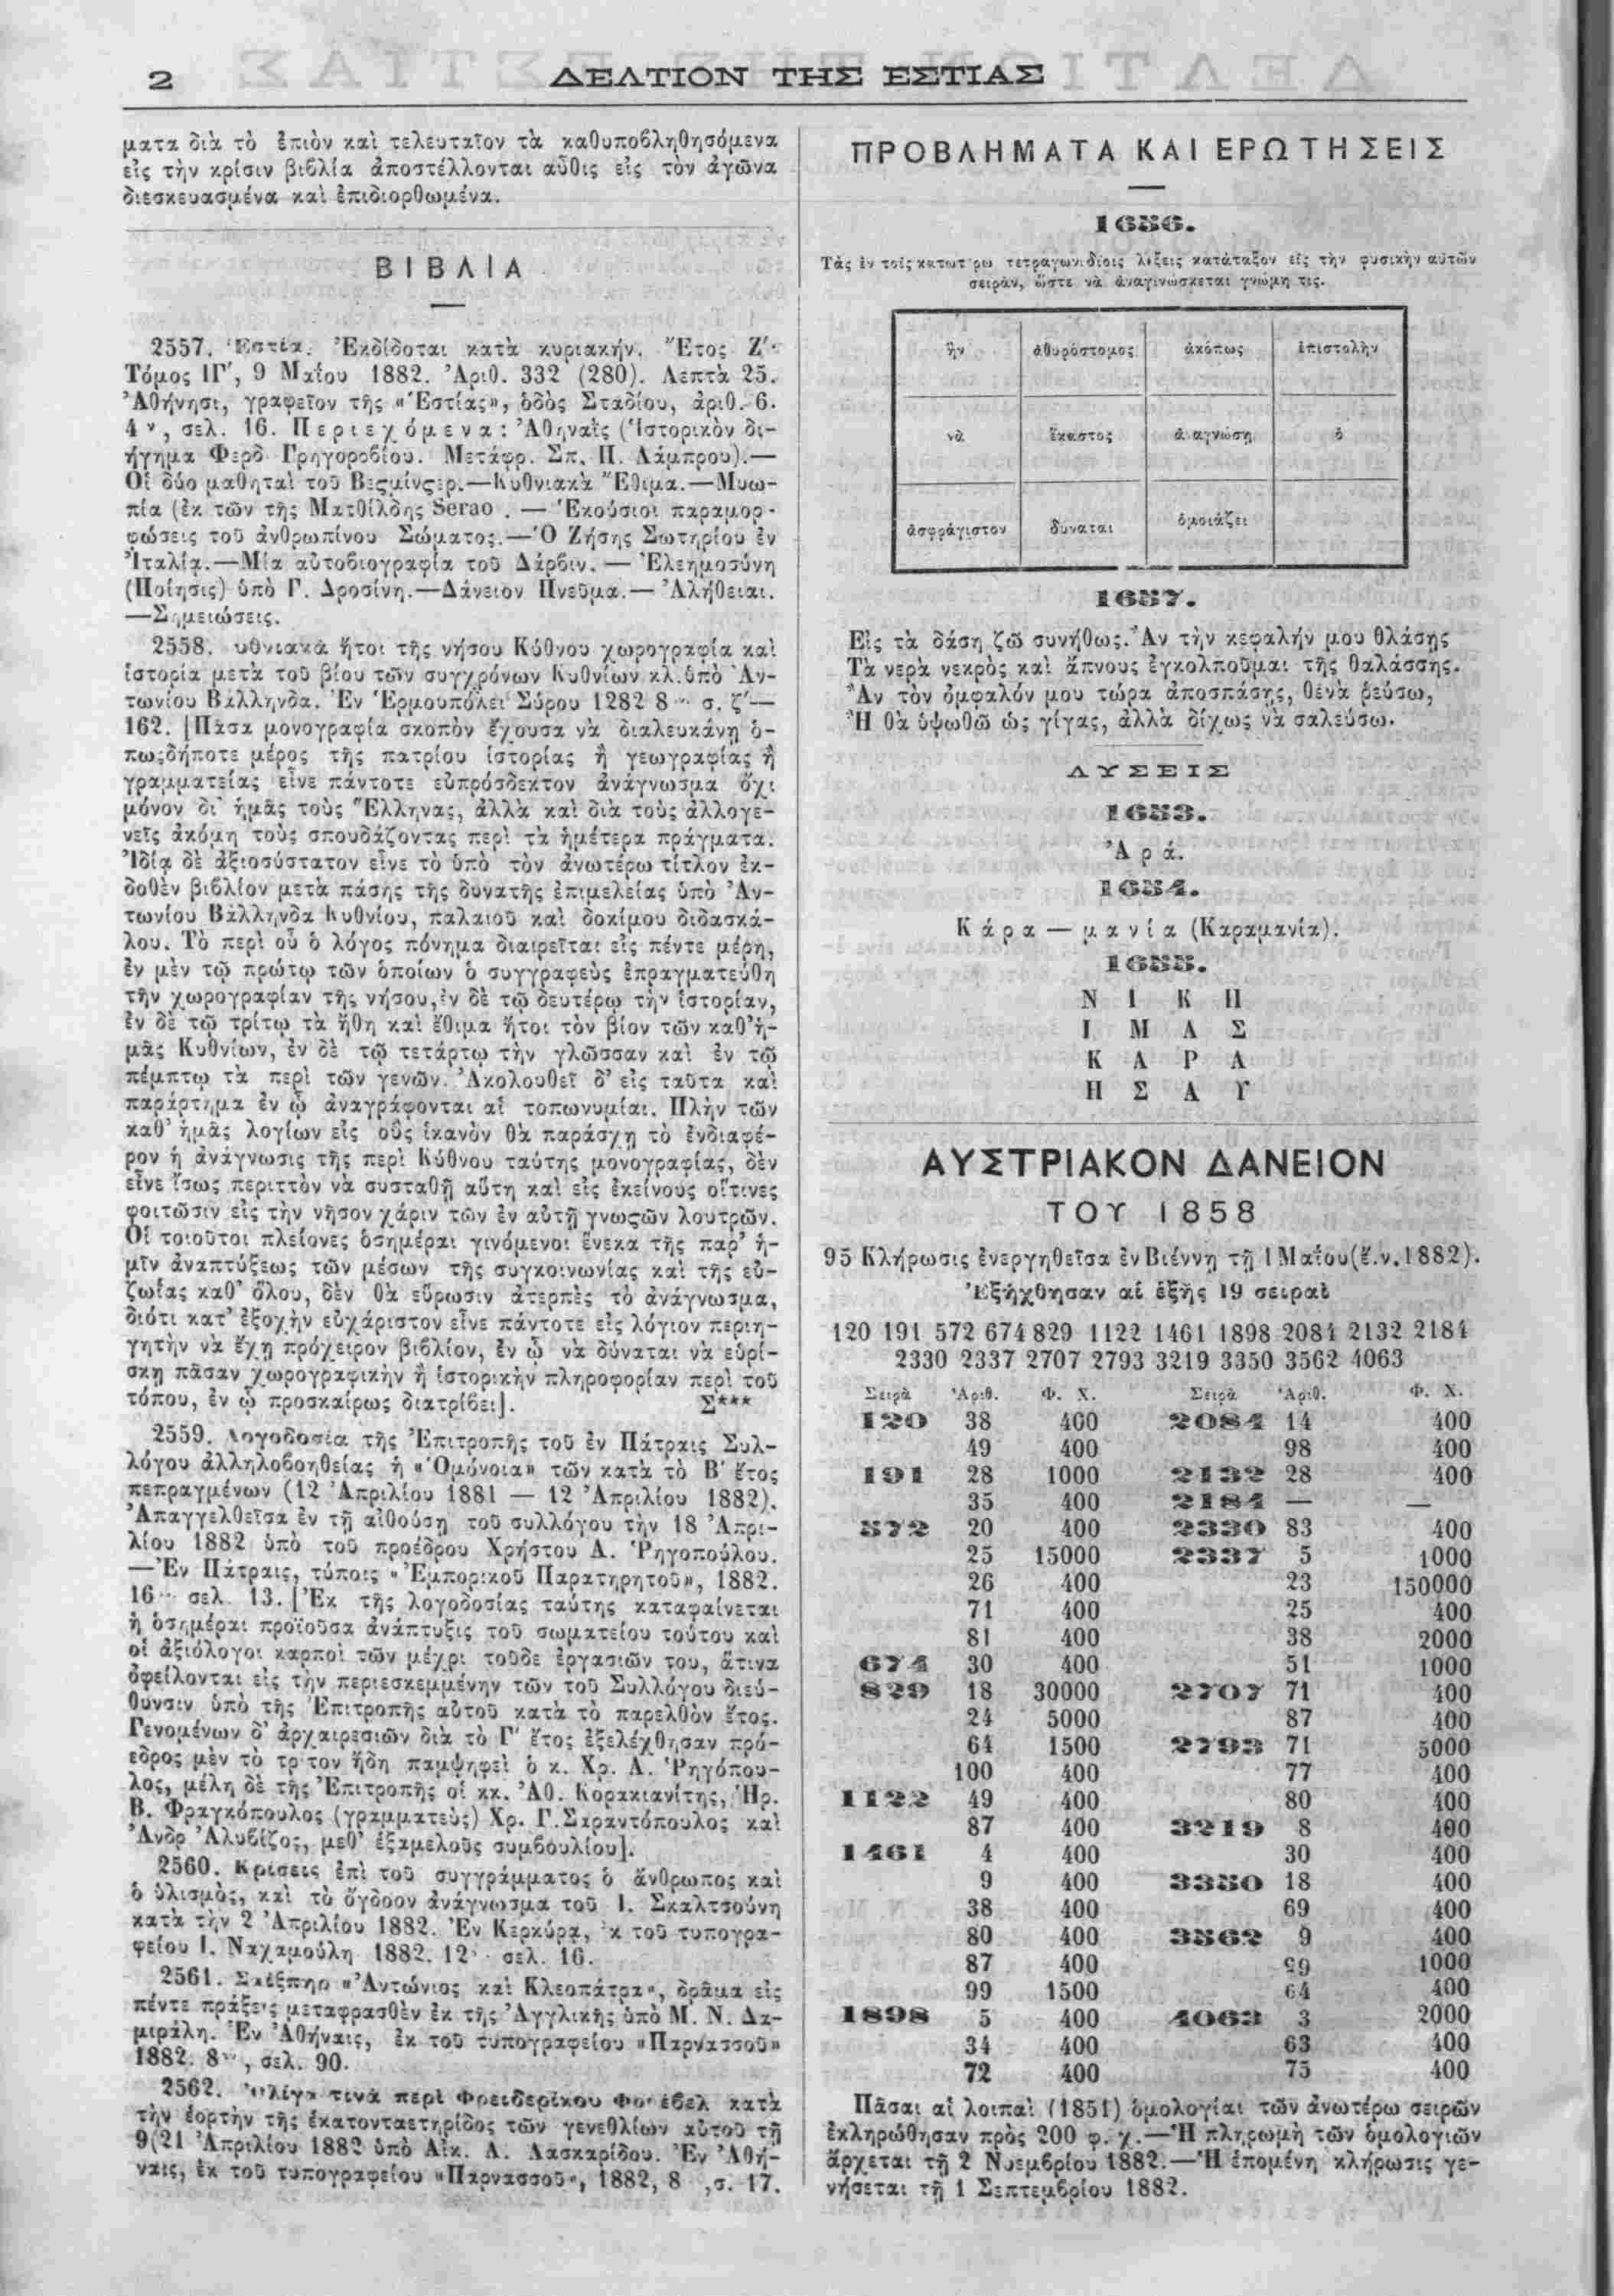 2
ΔΕΛΤΙΟΝ ΤΗΣ ΕΣΤΙΑΣ
ματα διὰ τὸ ἐπιὸν καὶ τελευταῖον τὰ καθυποβληθησόμενα
εἰς τὴν κρίσιν βιβλία ἀποστέλλονται αὖθις εἰς τὸν ἀγῶνα
διεσκευασμένα καὶ ἐπιδιορθωμένα.
ΒΙΒΛΙΑ
2557. Ἑστία. Ἐκδίδοται κατὰ κυριακήν. Ἔτος Ζ′·
Τόμος ΙΓ′, 9 Μαΐου 1882. Ἀριθ. 332 (280). Λεπτὰ 25.
Ἀθήνησι, γραφεῖον τῆς «Ἑστίας», ὁδὸς Σταδίου, ἀριθ. 6.
4ον, σελ. 16. Περιεχόμενα: Ἀθηναῒς (Ἱστορικὸν δι-
ήγημα Φερδ Γρηγοροβίου. Μετάφρ. Σπ. Π. Λάμπρου).—
Οἱ δύο μαθηταὶ τοῦ Βεςμίνςτερ.—Κυθνιακὰ Ἔθιμα.—Μυω-
πία (ἐκ τῶν τῆς Ματθίλδης Serao . — Ἑκούσιοι παραμορ-
φώσεις τοῦ ἀνθρωπίνου Σώματος.—Ὁ Ζήσης Σωτηρίου ἐν
Ἰταλίᾳ.—Μία αὐτοβιογραφία τοῦ Δάρβιν. — Ἐλεημοσύνη
(Ποίησις) ὑπὸ Γ. Δροσίνη.—Δάνειον Πνεῦμα.— Ἀλήθειαι.
—Σημειώσεις.
2558. υθνιακὰ ἤτοι τῆς νήσου Κύθνου χωρογραφία καὶ
ἱστορία μετὰ τοῦ βίου τῶν συγχρόνων Κυθνίων κλ. ὑπὸ Ἀν-
τωνίου Βάλληνδα. Ἐν Ἑρμουπόλει Σύρου 1282 8ον σ. ζ′—
162. [Πᾶσα μονογραφία σκοπὸν ἔχουσα νὰ διαλευκάνῃ ὁ-
πωςδήποτε μέρος τῆς πατρίου ἱστορίας ἢ γεωγραφίας ἢ
γραμματείας εἶνε πάντοτε εὐπρόσδεκτον ἀνάγνωσμα ὄχι
μόνον δι' ἡμᾶς τοὺς Ἕλληνας, ἀλλὰ καὶ διὰ τοὺς ἀλλογε-
νεῖς ἀκόμη τοὺς σπουδάζοντας περὶ τὰ ἡμέτερα πράγματα.
Ἰδίᾳ δὲ ἀξιοσύστατον εἶνε τὸ ὑπὸ τὸν ἀνωτέρω τίτλον ἐκ-
δοθὲν βιβλίον μετὰ πάσης τῆς δυνατῆς ἐπιμελείας ὑπὸ Ἀν-
τωνίου Βάλληνδα Κυθνίου, παλαιοῦ καὶ δοκίμου διδασκά-
λου. Τὸ περὶ οὗ ὁ λόγος πόνημα διαιρεῖται εἰς πέντε μέρη,
ἐν μὲν τῷ πρώτῳ τῶν ὁποίων ὁ συγγραφεὺς ἐπραγματεύθη
τὴν χωρογραφίαν τῆς νήσου, ἐν δὲ τῷ δευτέρῳ τὴν ἱστορίαν,
ἐν δὲ τῷ τρίτῳ τὰ ἤθη καὶ ἔθιμα ἤτοι τὸν βίον τῶν καθ' ἡ-
μᾶς Κυθνίων, ἐν δὲ τῷ τετάρτῳ τὴν γλῶσσαν καὶ ἐν τῷ
πέμπτῳ τὰ περὶ τῶν γενῶν. Ἀκολουθεῖ δ' εἰς ταῦτα καὶ
παράρτημα ἐν ᾧ ἀναγράφονται αἱ τοπωνυμίαι. Πλὴν τῶν
καθ' ἡμᾶς λογίων εἰς οὓς ἱκανὸν θὰ παράσχῃ τὸ ἐνδιαφέ-
ρον ἡ ἀνάγνωσις τῆς περὶ Κύθνου ταύτης μονογραφίας, δὲν
εἶνε ἴσως περιττὸν νὰ συσταθῇ αὕτη καὶ εἰς ἐκείνους οἵτινες
φοιτῶσιν εἰς τὴν νῆσον χάριν τῶν ἐν αὐτῇ γνωςῶν λουτρῶν.
Οἱ τοιοῦτοι πλείονες ὁσημέραι γινόμενοι ἕνεκα τῆς παρ' ἡ-
μῖν ἀναπτύξεως τῶν μέσων τῆς συγκοινωνίας καὶ τῆς εὐ-
ζωΐας καθ' ὅλου, δὲν θὰ εὕρωσιν ἀτερπὲς τὸ ἀνάγνωσμα,
διότι κατ' ἐξοχὴν εὐχάριστον εἶνε πάντοτε εἰς λόγιον περιη-
γητὴν νὰ ἔχῃ πρόχειρον βιβλίον, ἐν ᾧ νὰ δύναται νὰ εὑρί-
σκῃ πᾶσαν χωρογραφικὴν ἢ ἱστορικὴν πληροφορίαν περὶ τοῦ
τόπου, ἐν ᾧ προσκαίρως διατρίβει]. Σ***
2559. Λογοδοσία τῆς Ἐπιτροπῆς τοῦ ἐν Πάτραις Συλ-
λόγου ἀλληλοβοηθείας ἡ «Ὁμόνοια» τῶν κατὰ τὸ Β′ ἔτος
πεπραγμένων (12 Ἀπριλίου 1881 — 12 Ἀπριλίου 1882).
Ἀπαγγελθεῖσα ἐν τῇ αἰθούσῃ τοῦ συλλόγου τὴν 18 Ἀπρι-
λίου 1882 ὑπὸ τοῦ προέδρου Χρήστου Α. Ῥηγοπούλου.
—Ἐν Πάτραις, τύποις «Ἐμπορικοῦ Παρατηρητοῦ», 1882.
16ον σελ. 13. [Ἐκ τῆς λογοδοσίας ταύτης καταφαίνεται
ἡ ὁσημέραι προϊοῦσα ἀνάπτυξις τοῦ σωματείου τούτου καὶ
οἱ ἀξιόλογοι καρποὶ τῶν μέχρι τοῦδε ἐργασιῶν του, ἅτινα
ὀφείλονται εἰς τὴν περιεσκεμμένην τῶν τοῦ Συλλόγου διεύ-
θυνσιν ὑπὸ τῆς Ἐπιτροπῆς αὐτοῦ κατὰ τὸ παρελθὸν ἔτος.
Γενομένων δ' ἀρχαιρεσιῶν διὰ τὸ Γ′ ἔτος ἐξελέχθησαν πρό-
εδρος μὲν τὸ τρ τον ἤδη παμψηφεὶ ὁ κ. Χρ. Α. Ῥηγόπου-
λος, μέλη δὲ τῆς Ἐπιτροπῆς οἱ κκ. Ἀθ. Κορακιανίτης, Ἡρ.
Β. Φραγκόπουλος (γραμματεὺς) Χρ. Γ. Σαραντόπουλος καὶ
Ἀνδρ Ἀλυβίζος, μεθ' ἑξαμελοῦς συμβουλίου].
2560. Κρίσεις ἐπὶ τοῦ συγγράμματος ὁ ἄνθρωπος καὶ
ὁ ὑλισμὸς, καὶ τὸ ὄγδοον ἀνάγνωσμα τοῦ Ι. Σκαλτσούνη
κατὰ τὴν 2 Ἀπριλίου 1882. Ἐν Κερκύρᾳ, ἐκ τοῦ τυπογρα-
φείου Ι. Ναχαμούλη 1882. 12ον σελ. 16.
2561. Σαίξπηρ «Ἀντώνιος καὶ Κλεοπάτρα», δρᾶμα εἰς
πέντε πράξεις μεταφρασθὲν ἐκ τῆς Ἀγγλικῆς ὑπὸ Μ. Ν. Δα-
μιράλη. Ἐν Ἀθήναις, ἐκ τοῦ τυπογραφείου «Παρνασσοῦ»
1882. 8ον, σελ. 90.
2562. Ὀλίγα τινὰ περὶ Φρειδερίκου Φρ έβελ κατὰ
τὴν ἑορτὴν τῆς ἑκατονταετηρίδος τῶν γενεθλίων αὐτοῦ τῇ
9(21 Ἀπριλίου 1882 ὑπὸ Αἰκ. Λ. Λασκαρίδου. Ἐν Ἀθή-
ναις, ἐκ τοῦ τυπογραφείου «Παρνασσοῦ», 1882, 8 ,σ. 17.
ΠΡΟΒΛΗΜΑΤΑ ΚΑΙ ΕΡΩΤΗΣΕΙΣ
1656.
Τὰς ἐν τοῖς κατωτέρω τετραγωνιδίοις λέξεις κατάταξον εἰς τὴν φυσικὴν αὐτῶν
σειρὰν, ὥστε νὰ ἀναγινώσκεται γνώμη τις.
ἣν ἀθυρόστομος ἀκόπως ἐπιστολὴν
νὰ ἕκαστος ἀναγνώσῃ ὁ
ἀσφράγιστον δύναται ὁμοιάζει
1657.
Εἰς τὰ δάση ζῶ συνήθως. Ἂν τὴν κεφαλήν μου θλάσῃς
Τὰ νερὰ νεκρὸς καὶ ἄπνους ἐγκολποῦμαι τῆς θαλάσσης.
Ἂν τὸν ὀμφαλόν μου τώρα ἀποσπάσῃς, θενὰ ῥεύσω,
Ἢ θὰ ὑψωθῶ ὡς γίγας, ἀλλὰ δίχως νὰ σαλεύσω.
ΛΥΣΕΙΣ
1653.
Ἀρά.
1654.
Κάρα — μανία (Καραμανία).
1655.
Ν Ι Κ Η
Ι Μ Α Σ
Κ Α Ρ Α
Η Σ Α Υ
ΑΥΣΤΡΙΑΚΟΝ ΔΑΝΕΙΟΝ
ΤΟΥ 1858
95 Κλήρωσις ἐνεργηθεῖσα ἐν Βιέννῃ τῇ 1 Μαΐου (ἔ.ν. 1882).
Ἐξήχθησαν αἱ ἑξῆς 19 σειραὶ
120 191 572 674 829 1122 1461 1898 2084 2132 2184
2330 2337 2707 2793 3219 3350 3562 4063
Σειρὰ Ἀριθ. Φ. Χ. Σειρὰ Ἀριθ. Φ. Χ.
120 38 400 2084 14 400
49 400 98 400
191 28 1000 2132 28 400
35 400 2184 — —
572 20 400 2330 83 400
25 15000 2337 5 1000
26 400 23 150000
71 400 25 400
81 400 38 2000
674 30 400 51 1000
829 18 30000 2707 71 400
24 5000 87 400
64 1500 2793 71 5000
100 400 77 400
1122 49 400 80 400
87 400 3219 8 400
1461 4 400 30 400
9 400 3350 18 400
38 400 69 400
80 400 3562 9 400
87 400 29 1000
99 1500 64 400
1898 5 400 4063 3 2000
34 400 63 400
72 400 75 400
Πᾶσαι αἱ λοιπαὶ (1851) ὁμολογίαι τῶν ἀνωτέρω σειρῶν
ἐκληρώθησαν πρὸς 200 φ. χ.—Ἡ πληρωμὴ τῶν ὁμολογιῶν
ἄρχεται τῇ 2 Νοεμβρίου 1882.—Ἡ ἑπομένη κλήρωσις γε-
νήσεται τῇ 1 Σεπτεμβρίου 1882.